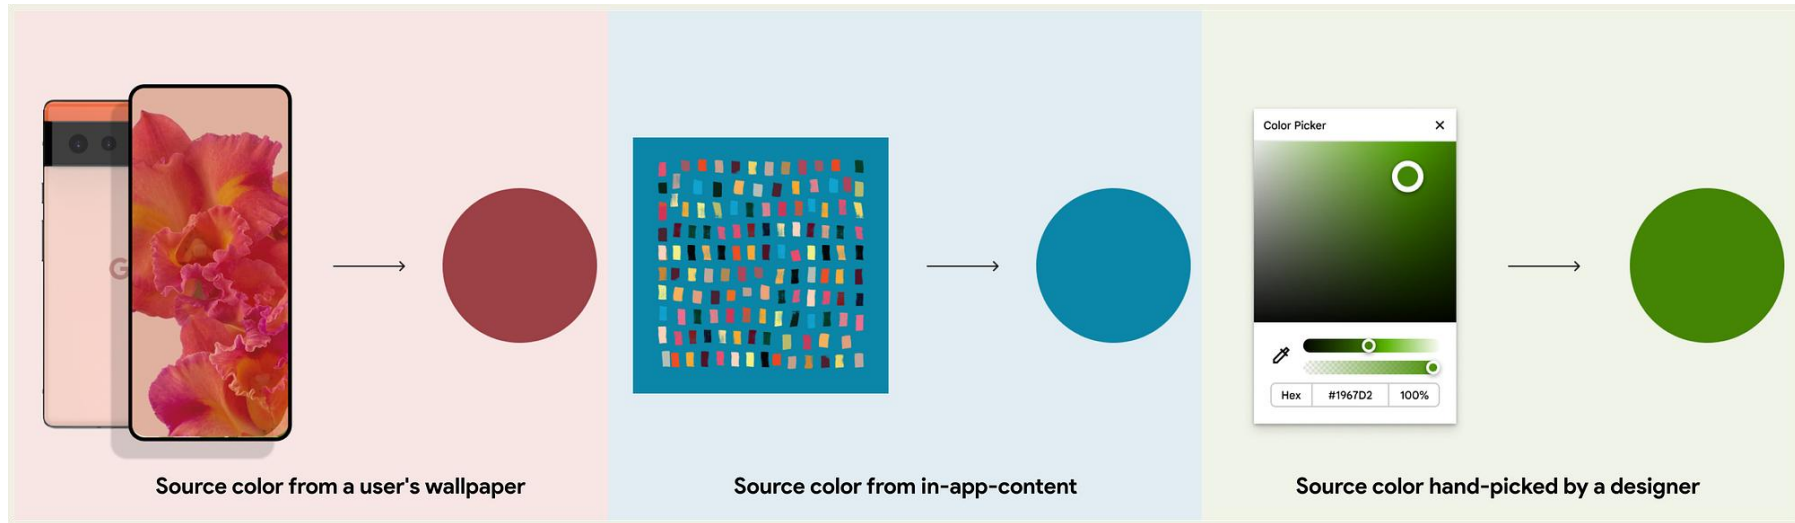 G
Color Picker
Hex #1967D2 100%
Source color from a user's wallpaper
Source color from in-app-content
Source color hand-picked by a designer